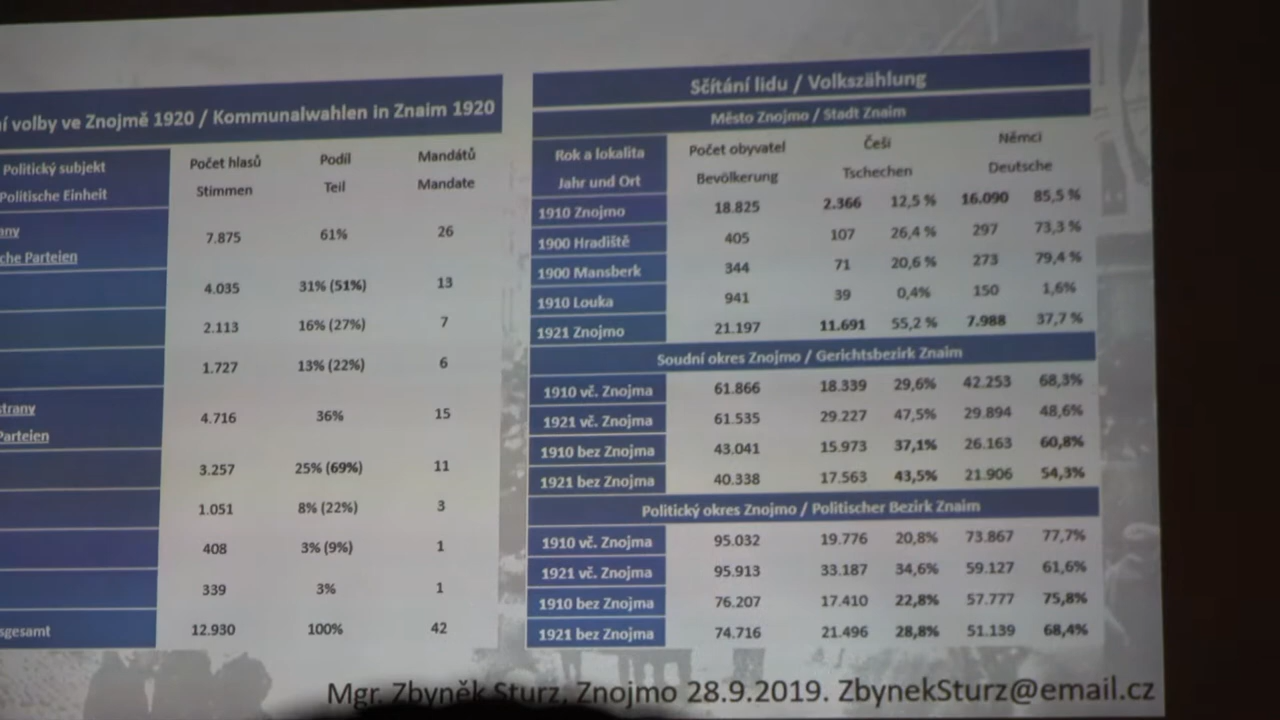 í volby ve Znojmě 1920 / Kommunalwahlen in Znaim 1920
Politický subjekt Počet hlasů Podíl Mandátů
Politische Einheit Stimmen Teil Mandate
any
che Parteien 7.875 61% 26
4.035 31% (51%) 13
2.113 16% (27%) 7
1.727 13% (22%) 6
strany
Parteien 4.716 36% 15
3.257 25% (69%) 11
1.051 8% (22%) 3
408 3% (9%) 1
339 3% 1
sgesamt 12.930 100% 42
Sčítání lidu / Volkszählung
Město Znojmo / Stadt Znaim
Rok a lokalita Počet obyvatel Češi Němci
Jahr und Ort Bevölkerung Tschechen Deutsche
1910 Znojmo 18.825 2.366 12,5 % 16.090 85,5 %
1900 Hradiště 405 107 26,4 % 297 73,3 %
1900 Mansberk 344 71 20,6 % 273 79,4 %
1910 Louka 941 39 0,4% 150 1,6%
1921 Znojmo 21.197 11.691 55,2 % 7.988 37,7 %
Soudní okres Znojmo / Gerichtsbezirk Znaim
1910 vč. Znojma 61.866 18.339 29,6% 42.253 68,3%
1921 vč. Znojma 61.535 29.227 47,5% 29.894 48,6%
1910 bez Znojma 43.041 15.973 37,1% 26.163 60,8%
1921 bez Znojma 40.338 17.563 43,5% 21.906 54,3%
Politický okres Znojmo / Politischer Bezirk Znaim
1910 vč. Znojma 95.032 19.776 20,8% 73.867 77,7%
1921 vč. Znojma 95.913 33.187 34,6% 59.127 61,6%
1910 bez Znojma 76.207 17.410 22,8% 57.777 75,8%
1921 bez Znojma 74.716 21.496 28,8% 51.139 68,4%
Mgr. Zbyněk Sturz, Znojmo 28.9.2019. ZbynekSturz@email.cz